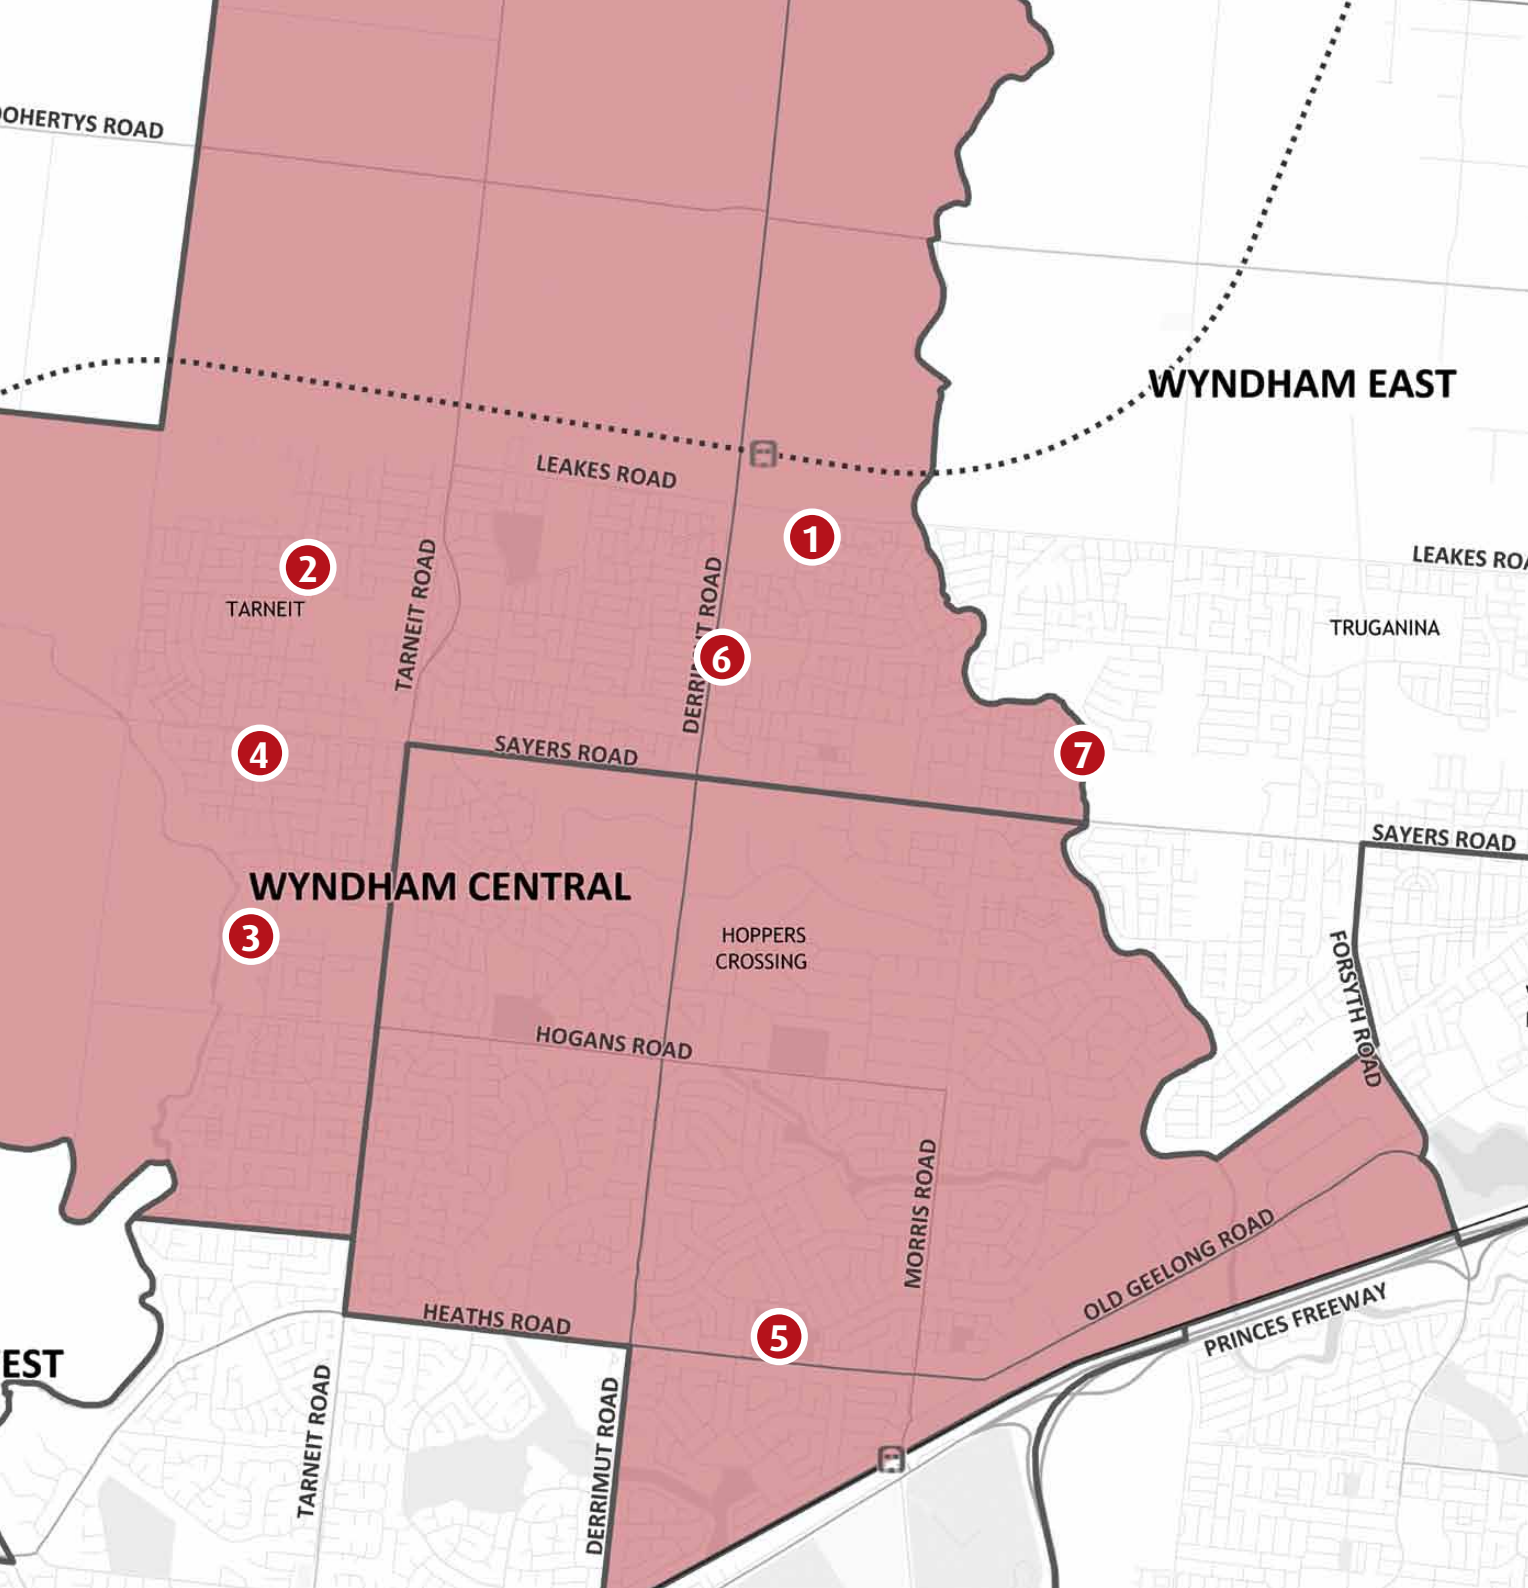 DOHERTYS ROAD
WYNDHAM EAST
LEAKES ROAD
1
LEAKES ROA
2
TARNEIT
TARNEIT ROAD
DERRIMUT ROAD
6
TRUGANINA
4
SAYERS ROAD
7
SAYERS ROAD
WYNDHAM CENTRAL
3
HOPPERS
CROSSING
FORSYTH ROAD
HOGANS ROAD
MORRIS ROAD
OLD GEELONG ROAD
HEATHS ROAD
5
PRINCES FREEWAY
EST
TARNEIT ROAD
DERRIMUT ROAD